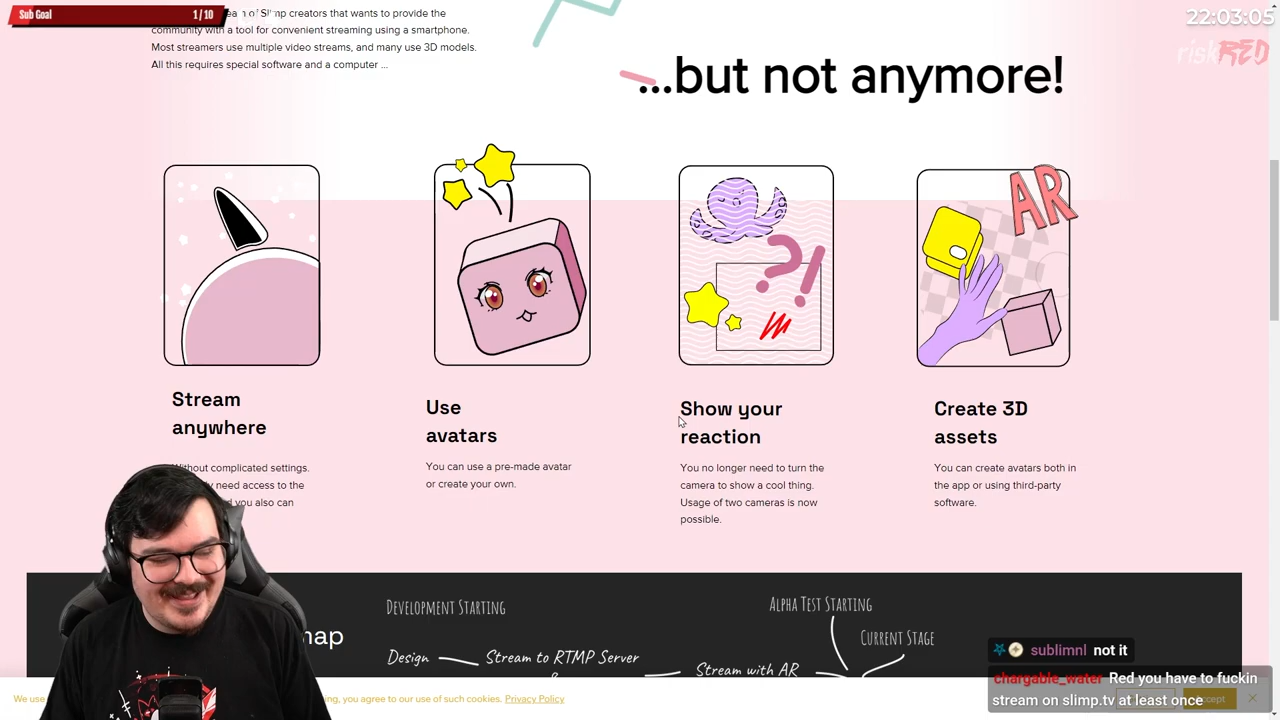 Sub Goal 1/10
22:03:05
riskRED
of Slimp creators that wants to provide the
community with a tool for convenient streaming using a smartphone.
Most streamers use multiple video streams, and many use 3D models.
All this requires special software and a computer ...
...but not anymore!
?!
AR
Stream
anywhere
Without complicated settings.
need access to the
you also can
Use
avatars
You can use a pre-made avatar
or create your own.
Show your
reaction
You no longer need to turn the
camera to show a cool thing.
Usage of two cameras is now
possible.
Create 3D
assets
You can create avatars both in
the app or using third-party
software.
Development Starting
Alpha Test Starting
Current Stage
Design
Stream to RTMP Server
Stream with AR
We use
you agree to our use of such cookies. Privacy Policy
sublimnl not it
chargable_water Red you have to fuckin
stream on slimp.tv at least once